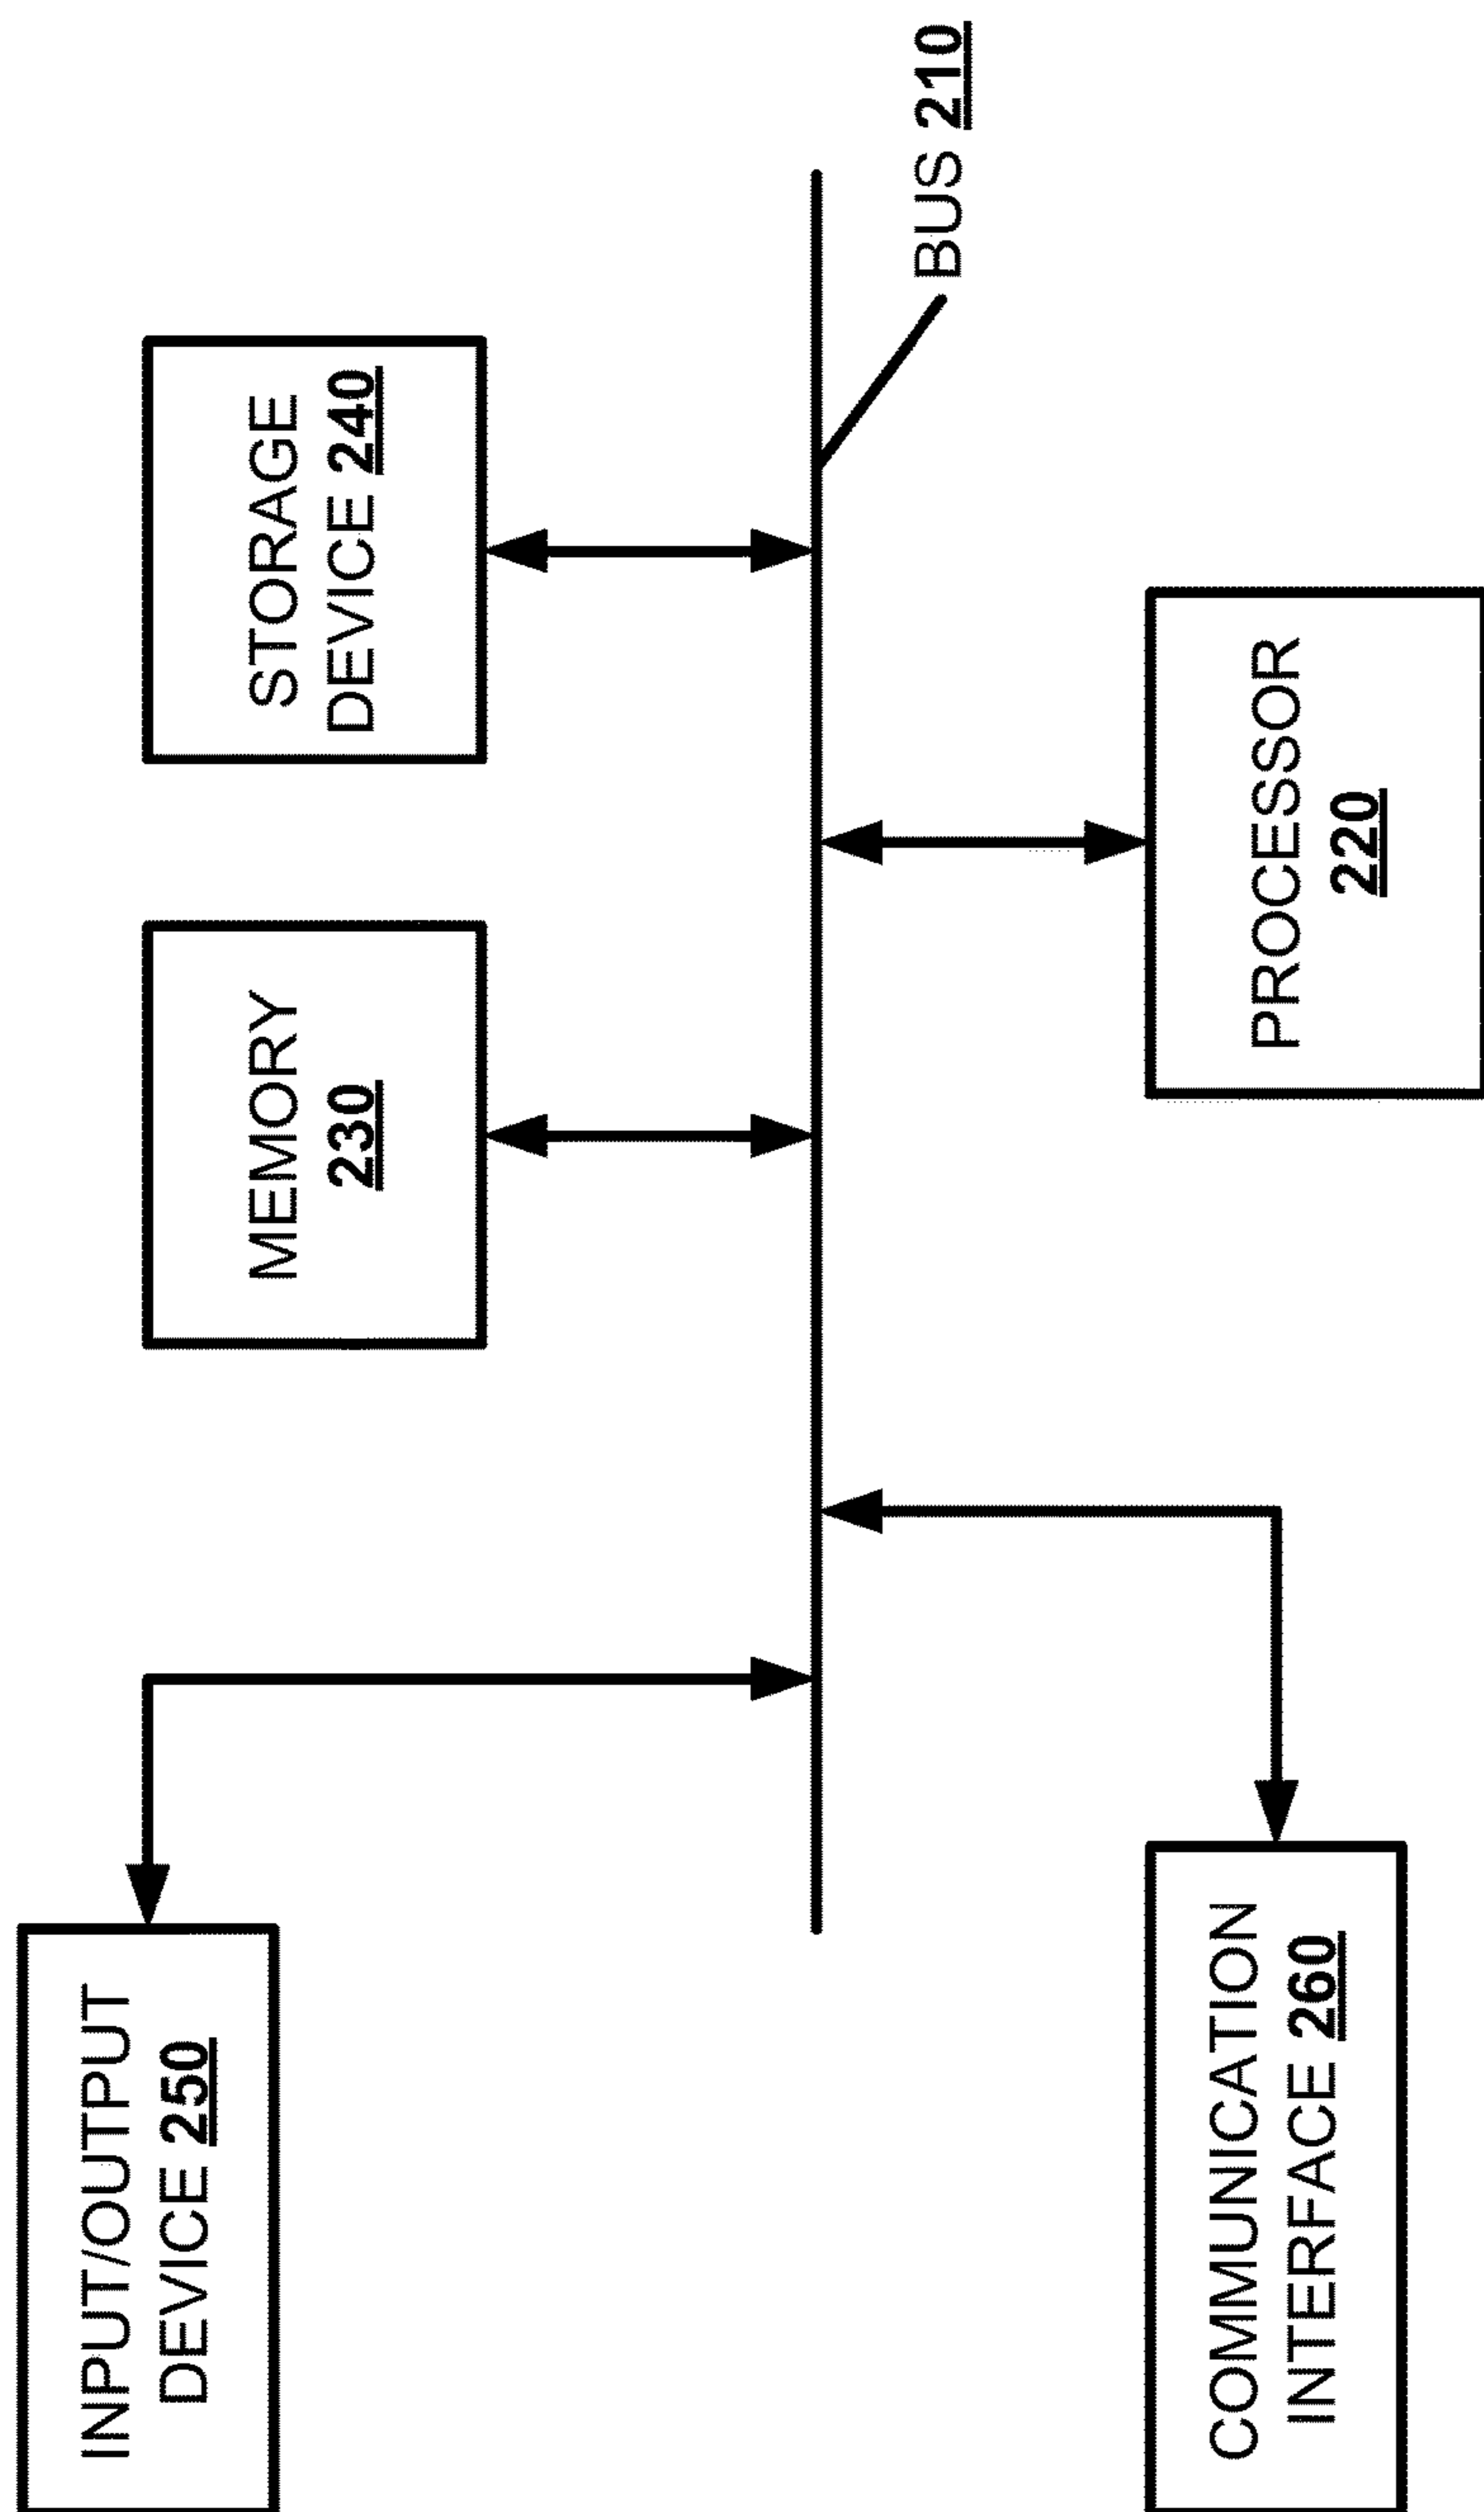 INPUT/OUTPUT
DEVICE 250
MEMORY
230
STORAGE
DEVICE 240
BUS 210
COMMUNICATION
INTERFACE 260
PROCESSOR
220